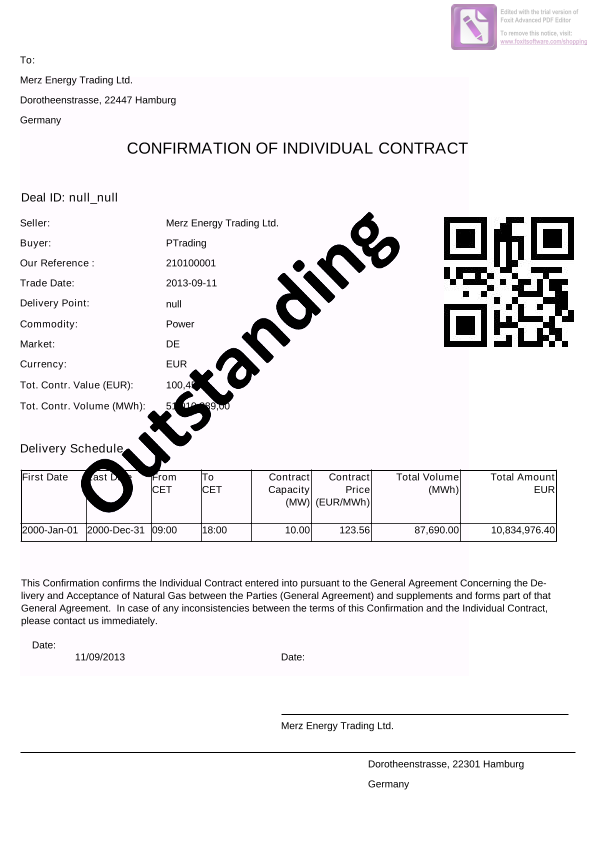 Edited with the trial version of
Foxit Advanced PDF Editor
To remove this notice, visit:
www.foxitsoftware.com/shopping
To:
Merz Energy Trading Ltd.
Dorotheenstrasse, 22447 Hamburg
Germany
CONFIRMATION OF INDIVIDUAL CONTRACT
Deal ID: null_null
Seller: Merz Energy Trading Ltd.
Buyer: PTrading
Our Reference : 210100001
Trade Date: 2013-09-11
Delivery Point: null
Commodity: Power
Market: DE
Currency: EUR
Tot. Contr. Value (EUR):
Tot. Contr. Volume (MWh):
Outstanding
Delivery Schedule
First Date Last Date From CET To CET Contract Capacity (MW) Contract Price (EUR/MWh) Total Volume (MWh) Total Amount EUR
2000-Jan-01 2000-Dec-31 09:00 18:00 10.00 123.56 87,690.00 10,834,976.40
This Confirmation confirms the Individual Contract entered into pursuant to the General Agreement Concerning the De-
livery and Acceptance of Natural Gas between the Parties (General Agreement) and supplements and forms part of that
General Agreement. In case of any inconsistencies between the terms of this Confirmation and the Individual Contract,
please contact us immediately.
Date:
11/09/2013 Date:
Merz Energy Trading Ltd.
Dorotheenstrasse, 22301 Hamburg
Germany